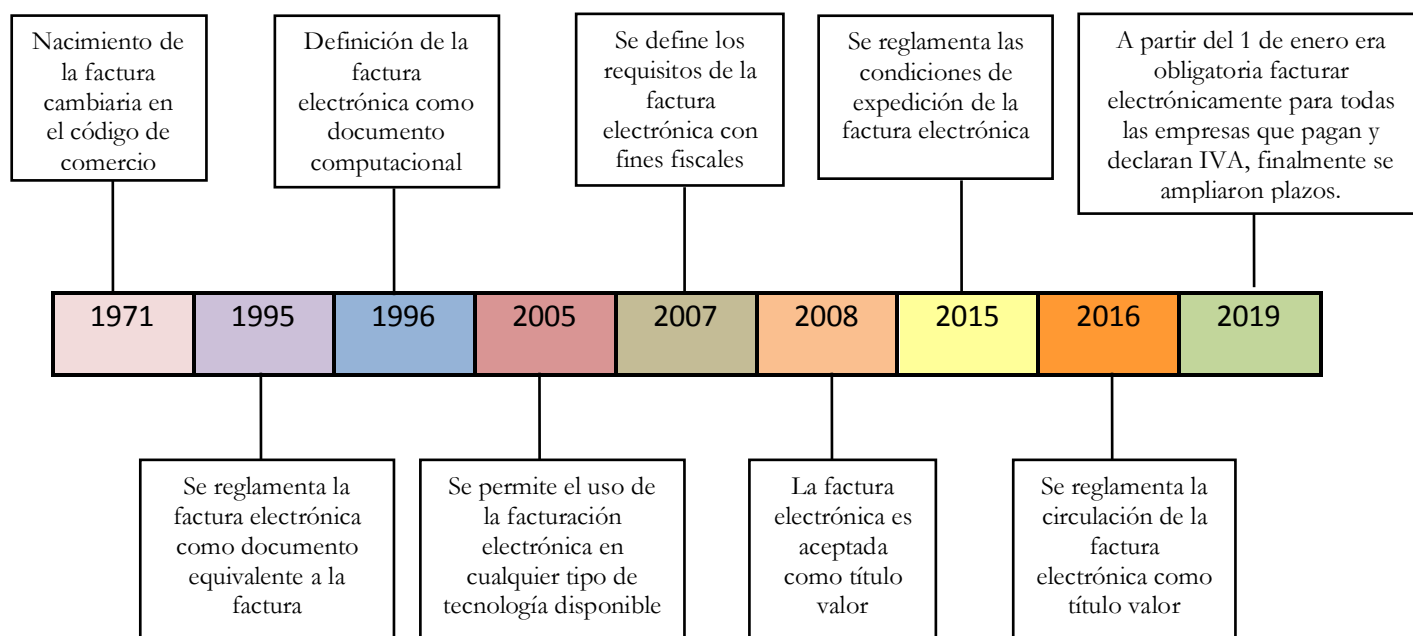 Nacimiento de
la factura
cambiaria en
el código de
comercio
Definición de la
factura
electrónica como
documento
computacional
Se define los
requisitos de la
factura
electrónica con
fines fiscales
Se reglamenta las
condiciones de
expedición de la
factura electrónica
A partir del 1 de enero era
obligatoria facturar
electrónicamente para todas
las empresas que pagan y
declaran IVA, finalmente se
ampliaron plazos.
1971
1995
1996
2005
2007
2008
2015
2016
2019
Se reglamenta la
factura electrónica
como documento
equivalente a la
factura
Se permite el uso de
la facturación
electrónica en
cualquier tipo de
tecnología disponible
La factura
electrónica es
aceptada
como título
valor
Se reglamenta la
circulación de la
factura
electrónica como
título valor